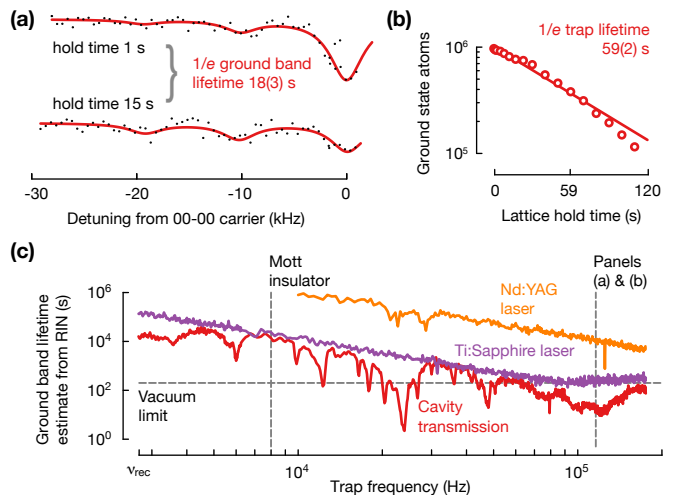 (a)
hold time 1 s
1/e ground band
lifetime 18(3) s
hold time 15 s
-30
-20
-10
0
Detuning from 00-00 carrier (kHz)
(b)
1/e trap lifetime
59(2) s
Ground state atoms
10⁶
10⁵
0
59
120
Lattice hold time (s)
(c)
Mott
insulator
Panels
(a) & (b)
Ground band lifetime
estimate from RIN (s)
10⁶
10⁴
10²
10⁰
Nd:YAG
laser
Ti:Sapphire laser
Vacuum
limit
Cavity
transmission
νrec
10⁴
10⁵
Trap frequency (Hz)